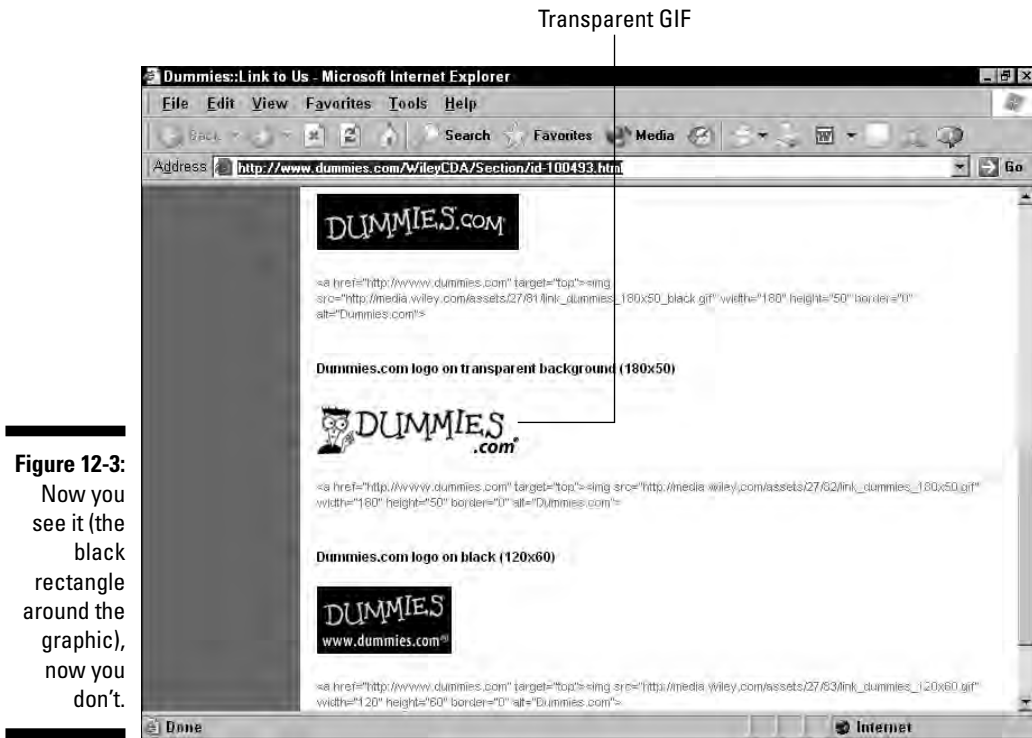 Transparent GIF
Dummies::Link to Us - Microsoft Internet Explorer
File Edit View Favorites Tools Help
Back Search Favorites Media
Address http://www.dummies.com/WileyCDA/Section/id-100493.html Go
DUMMIES.COM
<a href="http://www.dummies.com" target="top"><img
src="http://media.wiley.com/assets/27/81/link_dummies_180x50_black.gif" width="180" height="50" border="0"
alt="Dummies.com">
Dummies.com logo on transparent background (180x50)
DUMMIES
.com®
<a href="http://www.dummies.com" target="top"><img src="http://media.wiley.com/assets/27/82/link_dummies_180x50.gif"
width="180" height="50" border="0" alt="Dummies.com">
Dummies.com logo on black (120x60)
DUMMIES
www.dummies.com
<a href="http://www.dummies.com" target="top"><img src="http://media.wiley.com/assets/27/83/link_dummies_120x60.gif"
width="120" height="60" border="0" alt="Dummies.com">
Done Internet
Figure 12-3:
Now you
see it (the
black
rectangle
around the
graphic),
now you
don't.